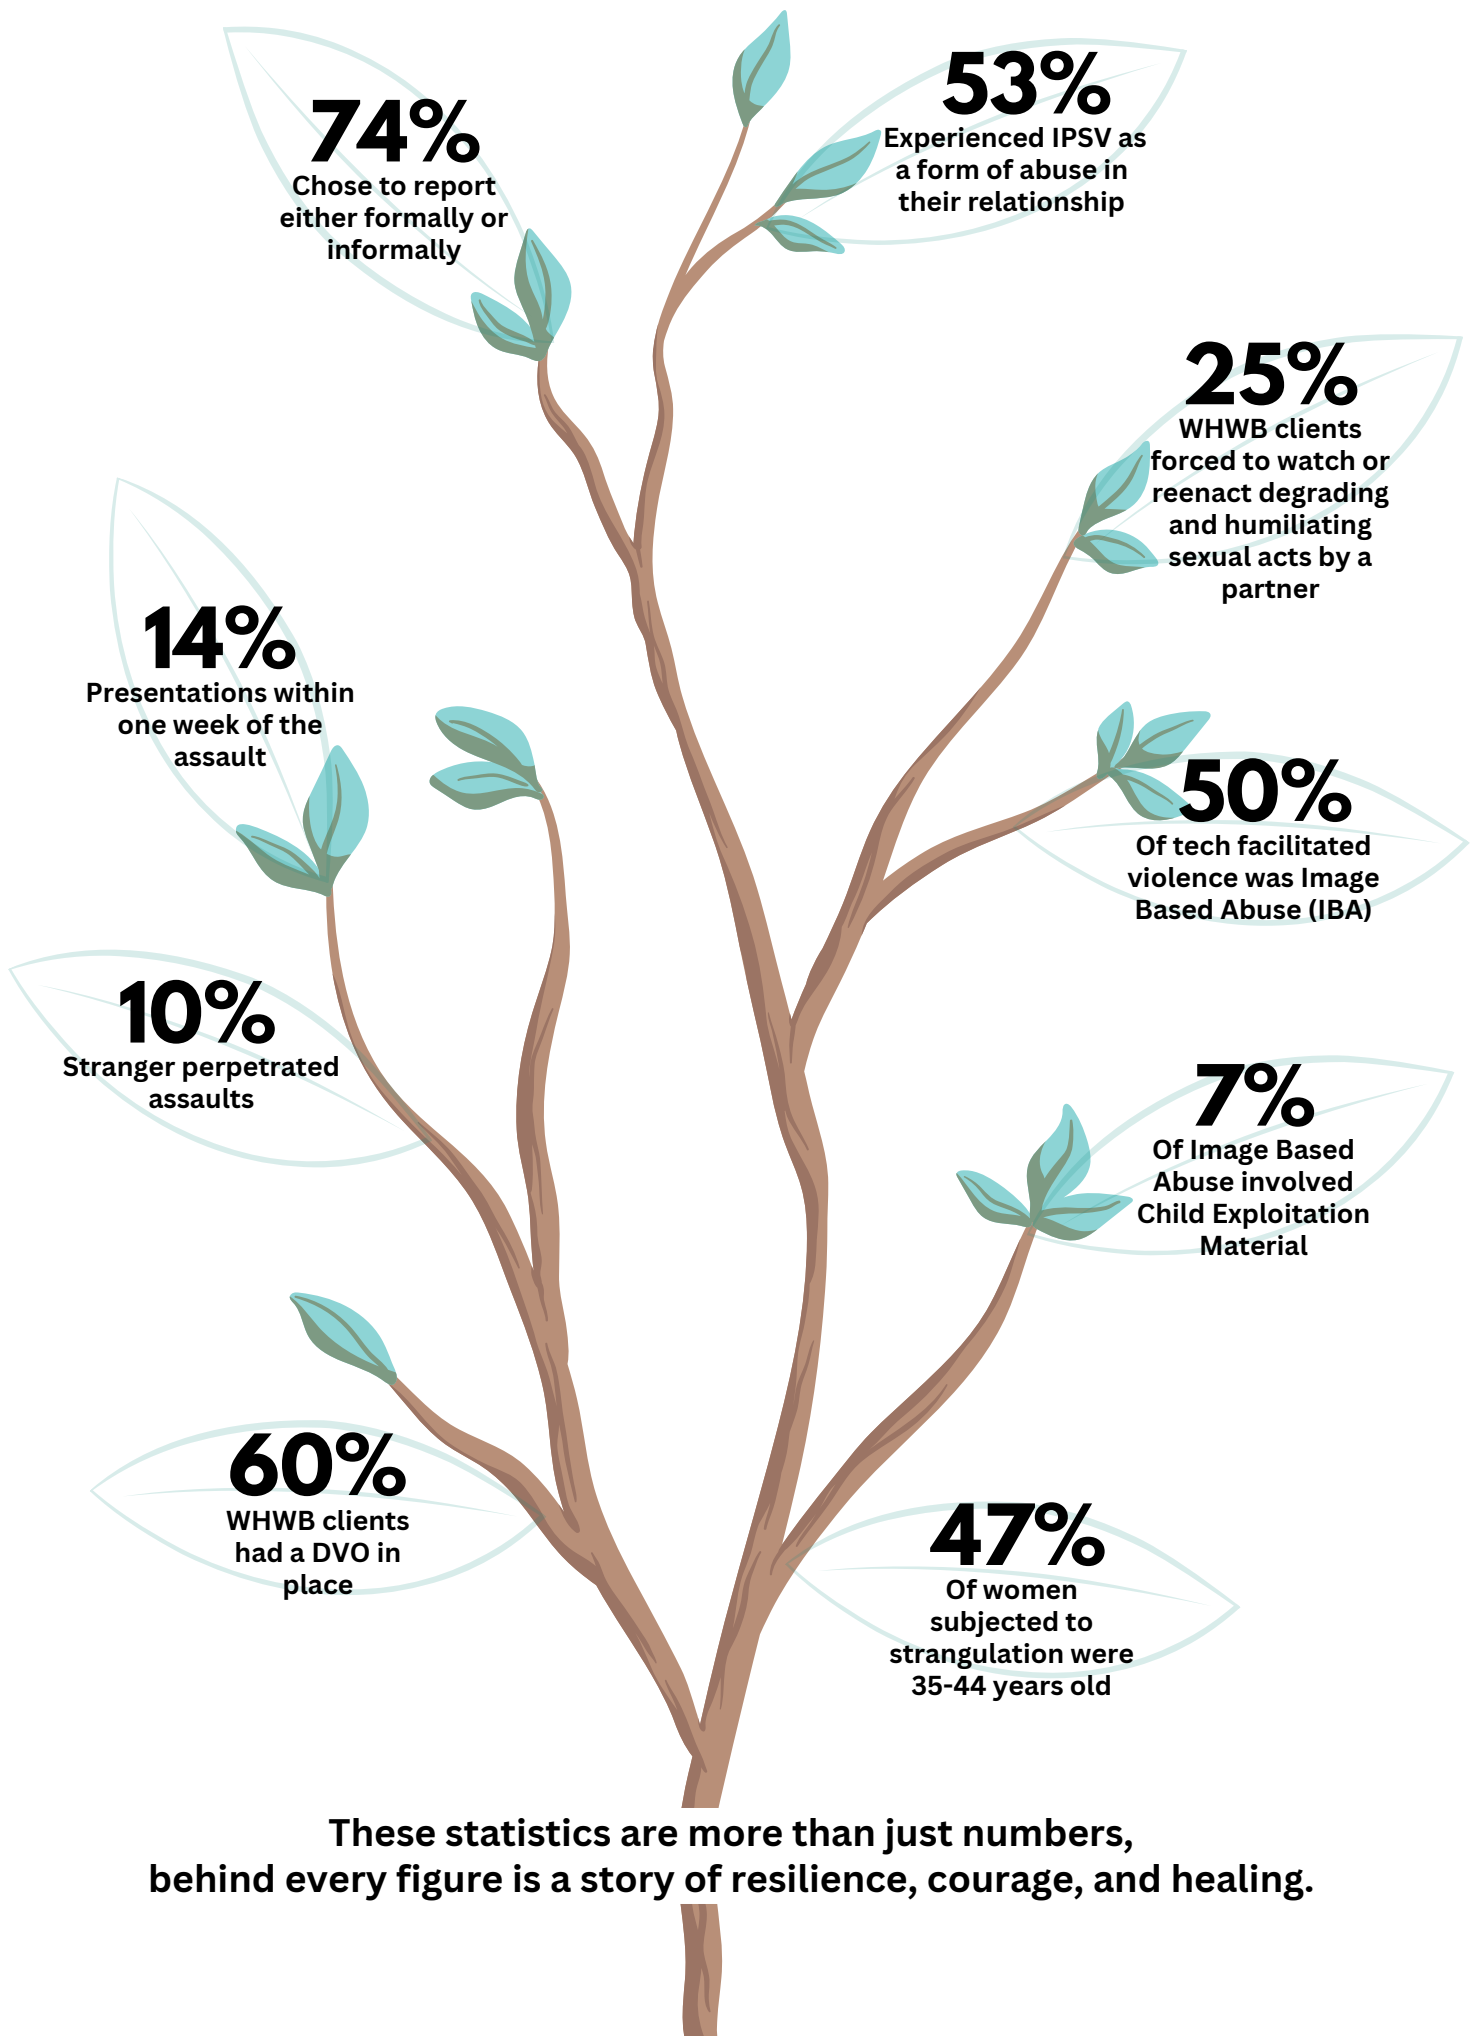 53%
Experienced IPSV as
a form of abuse in
their relationship
74%
Chose to report
either formally or
informally
25%
WHWB clients
forced to watch or
reenact degrading
and humiliating
sexual acts by a
partner
14%
Presentations within
one week of the
assault
50%
Of tech facilitated
violence was Image
Based Abuse (IBA)
10%
Stranger perpetrated
assaults
7%
Of Image Based
Abuse involved
Child Exploitation
Material
60%
WHWB clients
had a DVO in
place
47%
Of women
subjected to
strangulation were
35-44 years old
These statistics are more than just numbers,
behind every figure is a story of resilience, courage, and healing.